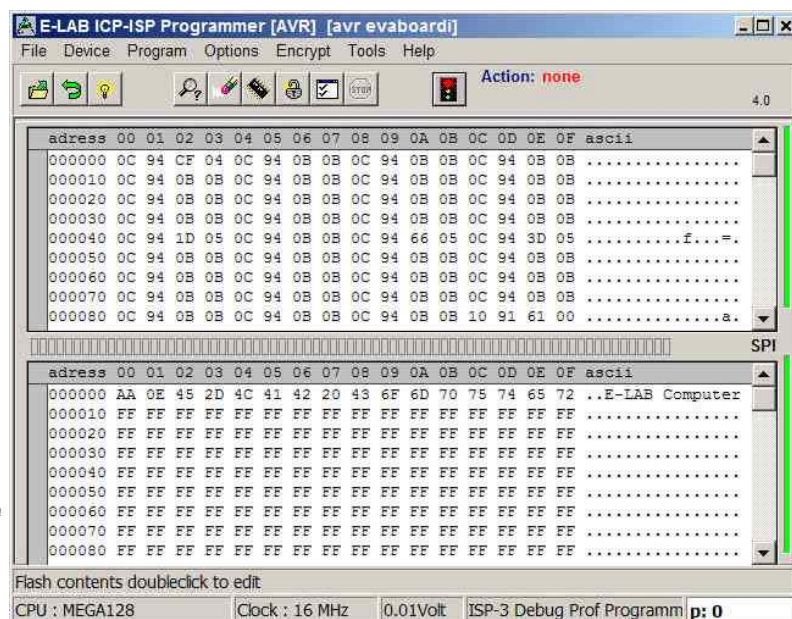 E-LAB ICP-ISP Programmer [AVR] [avr evaboardi]
File Device Program Options Encrypt Tools Help
STOP
Action: none
4.0
adress 00 01 02 03 04 05 06 07 08 09 0A 0B 0C 0D 0E 0F ascii
000000 0C 94 CF 04 0C 94 0B 0B 0C 94 0B 0B 0C 94 0B 0B ................
000010 0C 94 0B 0B 0C 94 0B 0B 0C 94 0B 0B 0C 94 0B 0B ................
000020 0C 94 0B 0B 0C 94 0B 0B 0C 94 0B 0B 0C 94 0B 0B ................
000030 0C 94 0B 0B 0C 94 0B 0B 0C 94 0B 0B 0C 94 0B 0B ................
000040 0C 94 1D 05 0C 94 0B 0B 0C 94 66 05 0C 94 3D 05 ..........f...=.
000050 0C 94 0B 0B 0C 94 0B 0B 0C 94 0B 0B 0C 94 0B 0B ................
000060 0C 94 0B 0B 0C 94 0B 0B 0C 94 0B 0B 0C 94 0B 0B ................
000070 0C 94 0B 0B 0C 94 0B 0B 0C 94 0B 0B 0C 94 0B 0B ................
000080 0C 94 0B 0B 0C 94 0B 0B 0C 94 0B 0B 10 91 61 00 ..............a.
SPI
adress 00 01 02 03 04 05 06 07 08 09 0A 0B 0C 0D 0E 0F ascii
000000 AA 0E 45 2D 4C 41 42 20 43 6F 6D 70 75 74 65 72 ..E-LAB Computer
000010 FF FF FF FF FF FF FF FF FF FF FF FF FF FF FF FF ................
000020 FF FF FF FF FF FF FF FF FF FF FF FF FF FF FF FF ................
000030 FF FF FF FF FF FF FF FF FF FF FF FF FF FF FF FF ................
000040 FF FF FF FF FF FF FF FF FF FF FF FF FF FF FF FF ................
000050 FF FF FF FF FF FF FF FF FF FF FF FF FF FF FF FF ................
000060 FF FF FF FF FF FF FF FF FF FF FF FF FF FF FF FF ................
000070 FF FF FF FF FF FF FF FF FF FF FF FF FF FF FF FF ................
000080 FF FF FF FF FF FF FF FF FF FF FF FF FF FF FF FF ................
Flash contents doubleclick to edit
CPU : MEGA128 Clock : 16 MHz 0.01Volt ISP-3 Debug Prof Programm p: 0